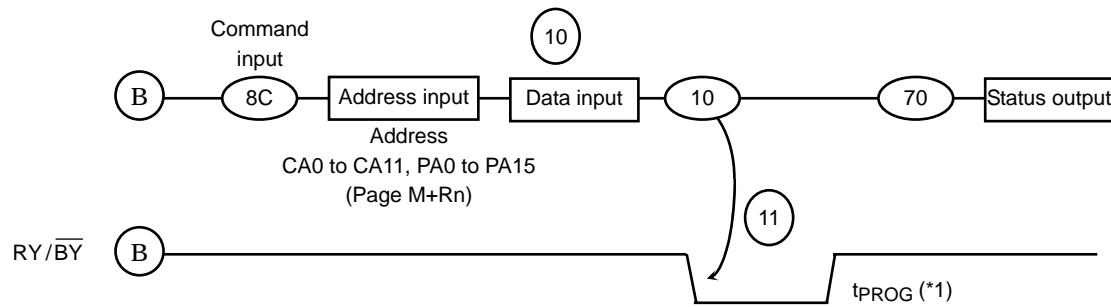 Command
input
10
B
8C
Address input
Data input
10
70
Status output
Address
CA0 to CA11, PA0 to PA15
(Page M+Rn)
11
RY/BY
B
tPROG (*1)